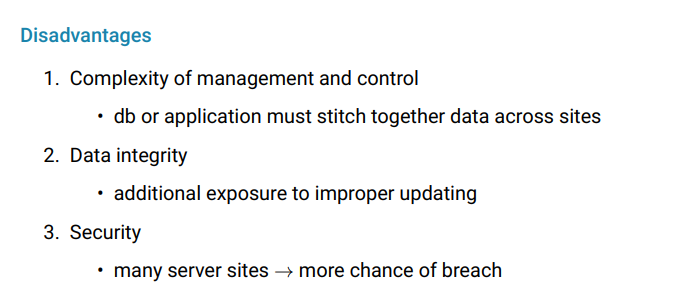 Disadvantages
1. Complexity of management and control
• db or application must stitch together data across sites
2. Data integrity
• additional exposure to improper updating
3. Security
• many server sites → more chance of breach